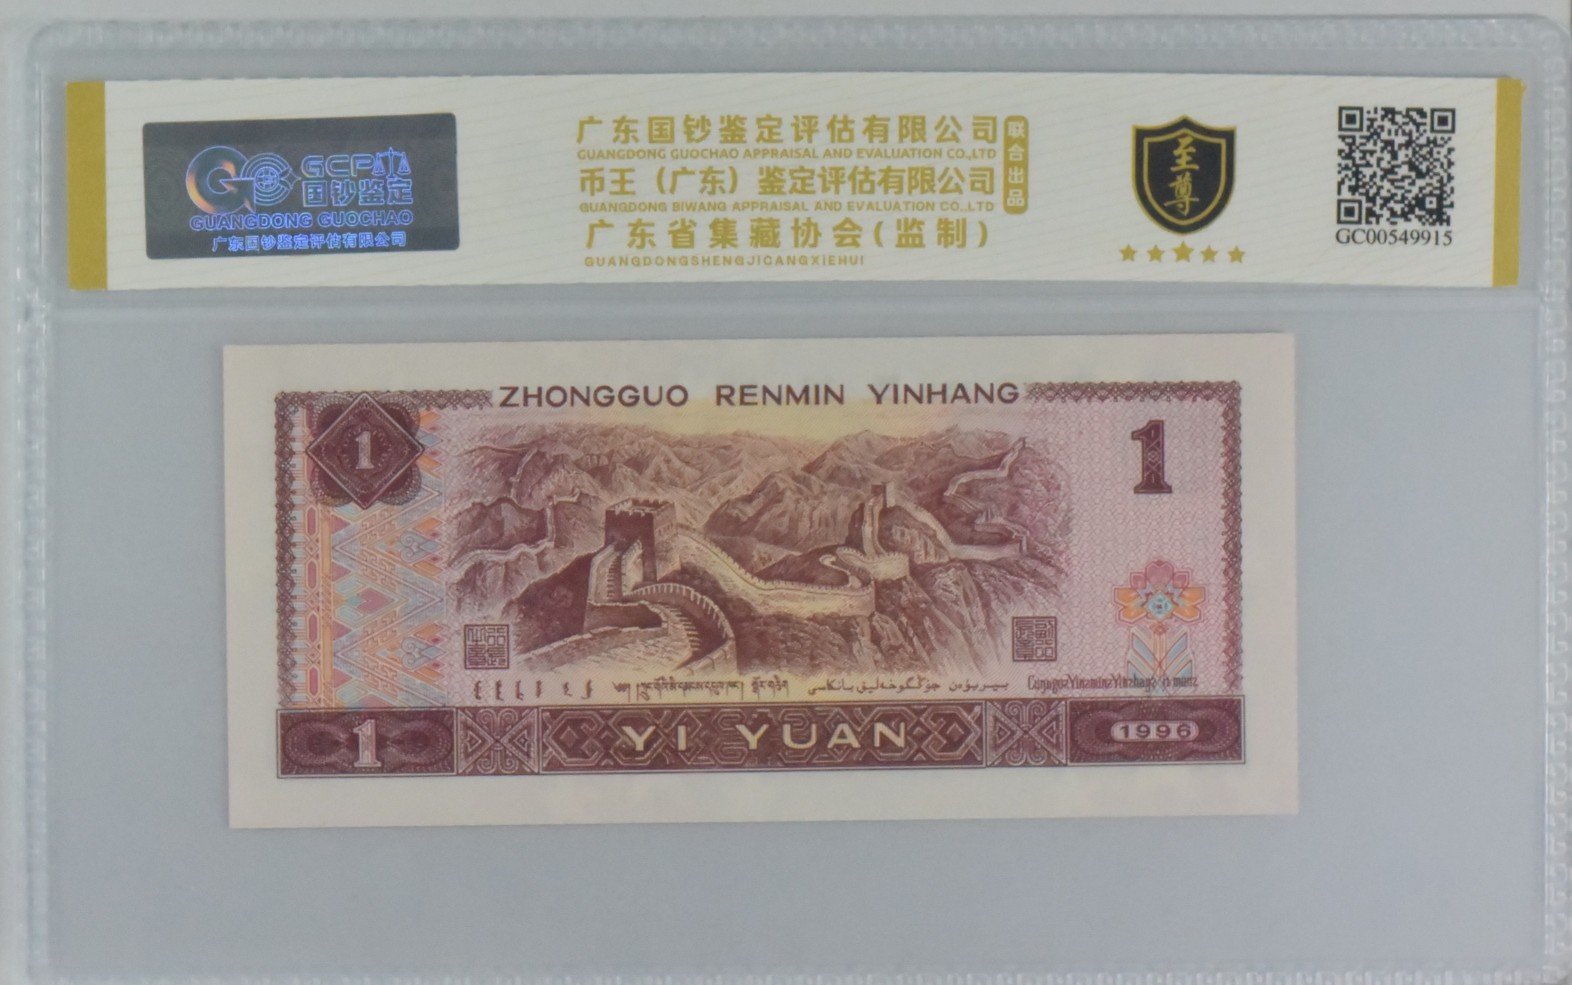 GCP
国钞鉴定
GUANGDONG GUOCHAO
广东国钞鉴定评估有限公司
广东国钞鉴定评估有限公司
GUANGDONG GUOCHAO APPRAISAL AND EVALUATION CO.,LTD
币王（广东）鉴定评估有限公司
GUANGDONG BIWANG APPRAISAL AND EVALUATION CO.,LTD
广东省集藏协会(监制)
GUANGDONGSHENGJICANGXIEHUI
联合出品
至尊
GC00549915
ZHONGGUO RENMIN YINHANG
1
1
1 YI YUAN 1996